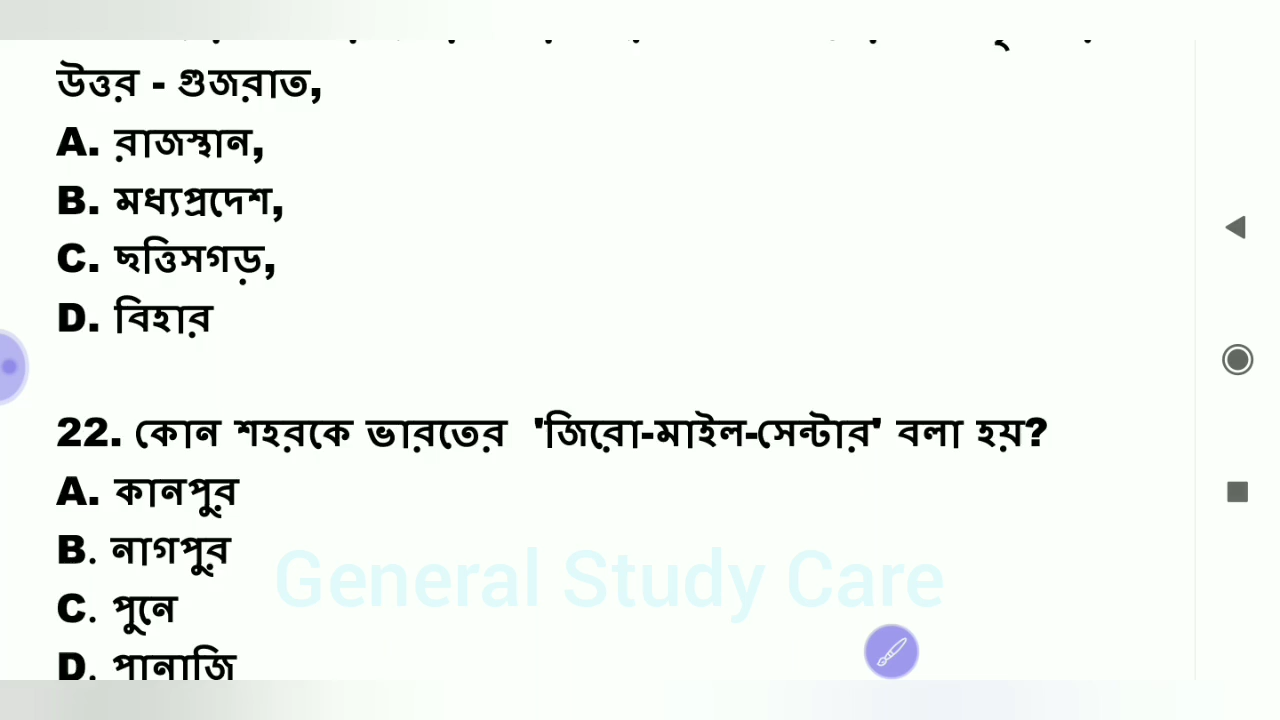 উত্তর - গুজরাত,
A. রাজস্থান,
B. মধ্যপ্রদেশ,
C. ছত্তিসগড়,
D. বিহার
22. কোন শহরকে ভারতের 'জিরো-মাইল-সেন্টার' বলা হয়?
A. কানপুর
B. নাগপুর
General Study Care
C. পুনে
D. পানাজি